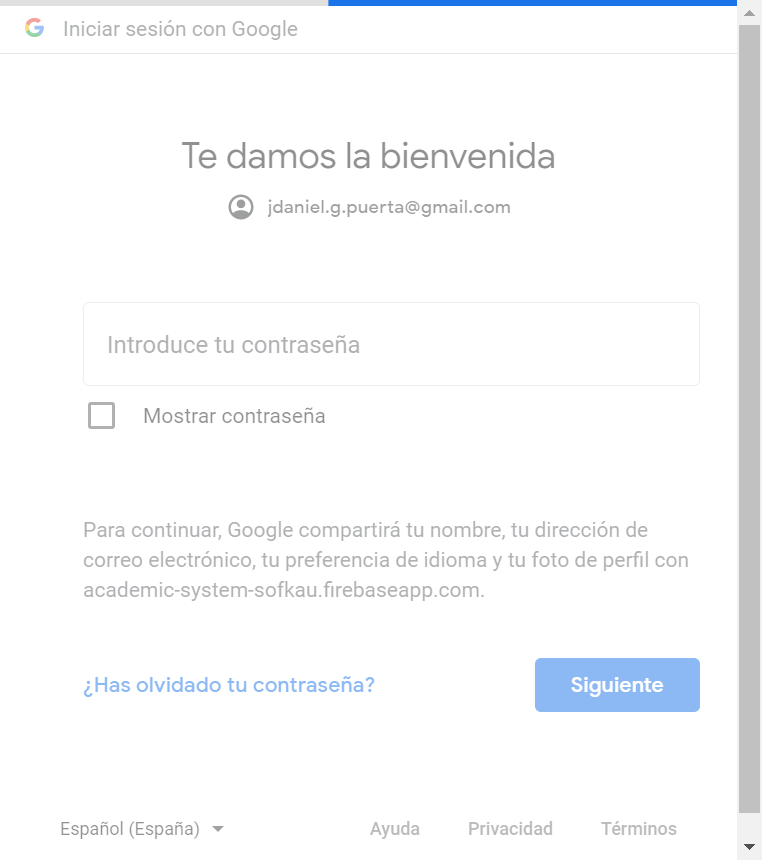 Iniciar sesión con Google
Te damos la bienvenida
jdaniel.g.puerta@gmail.com
Introduce tu contraseña
Mostrar contraseña
Para continuar, Google compartirá tu nombre, tu dirección de
correo electrónico, tu preferencia de idioma y tu foto de perfil con
academic-system-sofkau.firebaseapp.com.
¿Has olvidado tu contraseña? Siguiente
Español (España) Ayuda Privacidad Términos